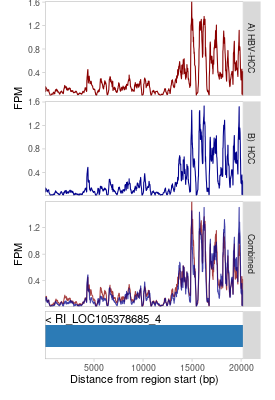 1.6
1.2
0.8
0.4
FPM
A) HBV-HCC
1.6
1.2
0.8
0.4
FPM
B) HCC
1.2
0.8
0.4
FPM
Combined
< RI_LOC105378685_4
5000 10000 15000 20000
Distance from region start (bp)